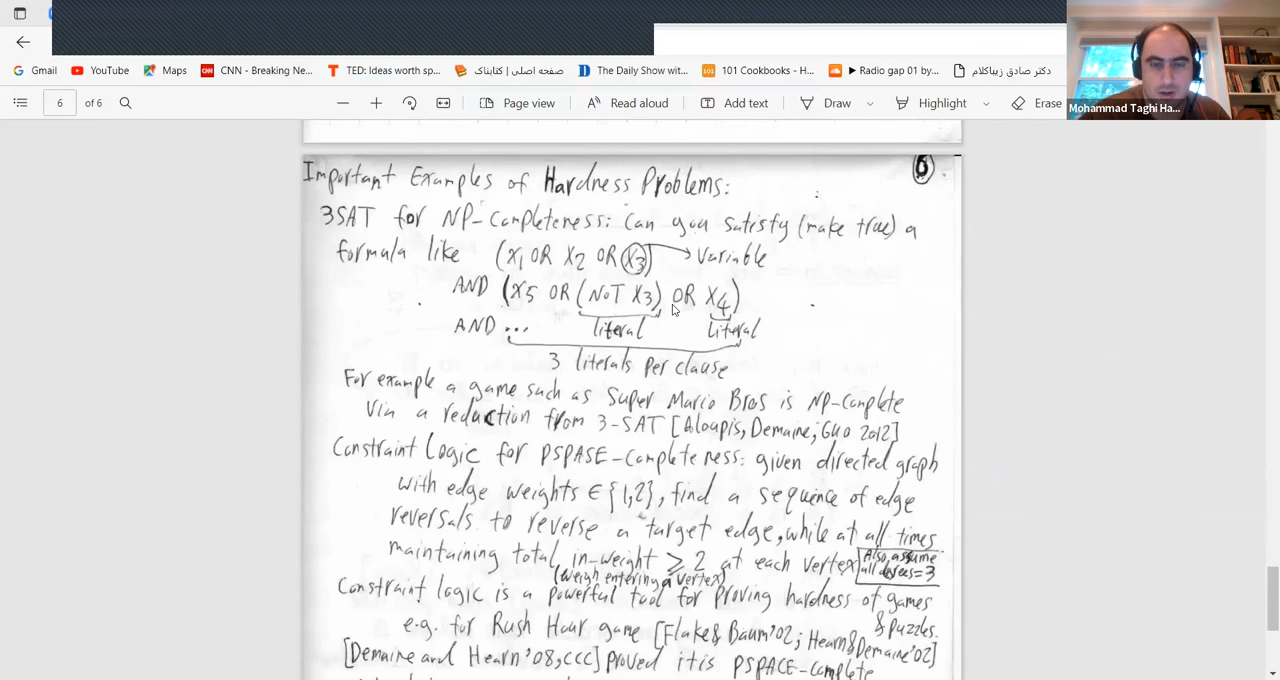 Gmail
YouTube
Maps
CNN - Breaking Ne...
TED: Ideas worth sp...
صفحه اصلی | کتابناک
The Daily Show wit...
101 Cookbooks - H...
Radio gap 01 by...
دکتر صادق زیباکلام
6 of 6
Page view
Read aloud
Add text
Draw
Highlight
Erase
Mohammad Taghi Ha...
6
Important Examples of Hardness Problems:
3SAT for NP-Completeness: Can you satisfy (make true) a
formula like (X1 OR X2 OR X3) → Variable
AND (X5 OR (NOT X3) OR X4)
AND ... literal literal
3 literals per clause
For example a game such as Super Mario Bros is NP-Complete
via a reduction from 3-SAT [Aloupis, Demaine, Guo 2012]
Constraint Logic for PSPASE-Completeness: given directed graph
with edge weights ∈ {1,2}, find a sequence of edge
reversals to reverse a target edge, while at all times
maintaining total in-weight ≥ 2 at each vertex
(weigh entering a vertex)
Also, assume
all degrees=3
Constraint logic is a powerful tool for proving hardness of games
& puzzles.
e.g. for Rush Hour game [Flake & Baum'02; Hearn & Demaine'02]
[Demaine and Hearn'08, CCC] proved it is PSPACE-Complete